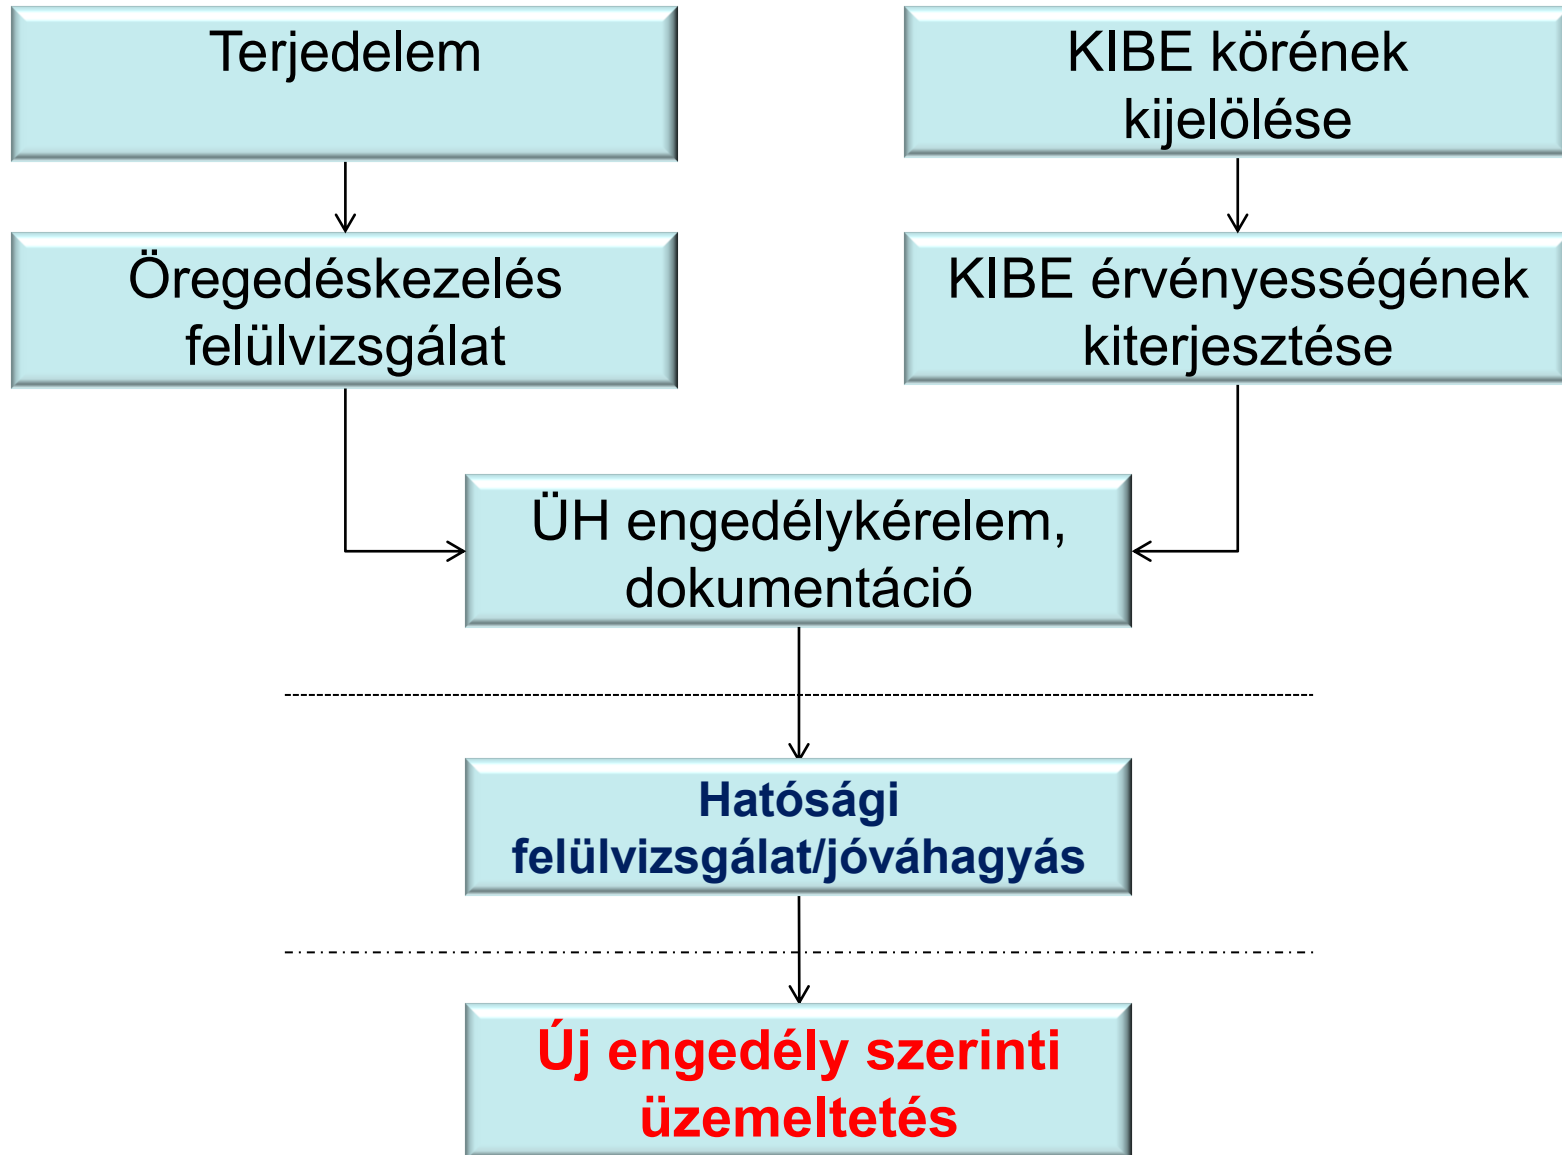 Terjedelem
KIBE körének
kijelölése
Öregedéskezelés
felülvizsgálat
KIBE érvényességének
kiterjesztése
ÜH engedélykérelem,
dokumentáció
Hatósági
felülvizsgálat/jóváhagyás
Új engedély szerinti
üzemeltetés